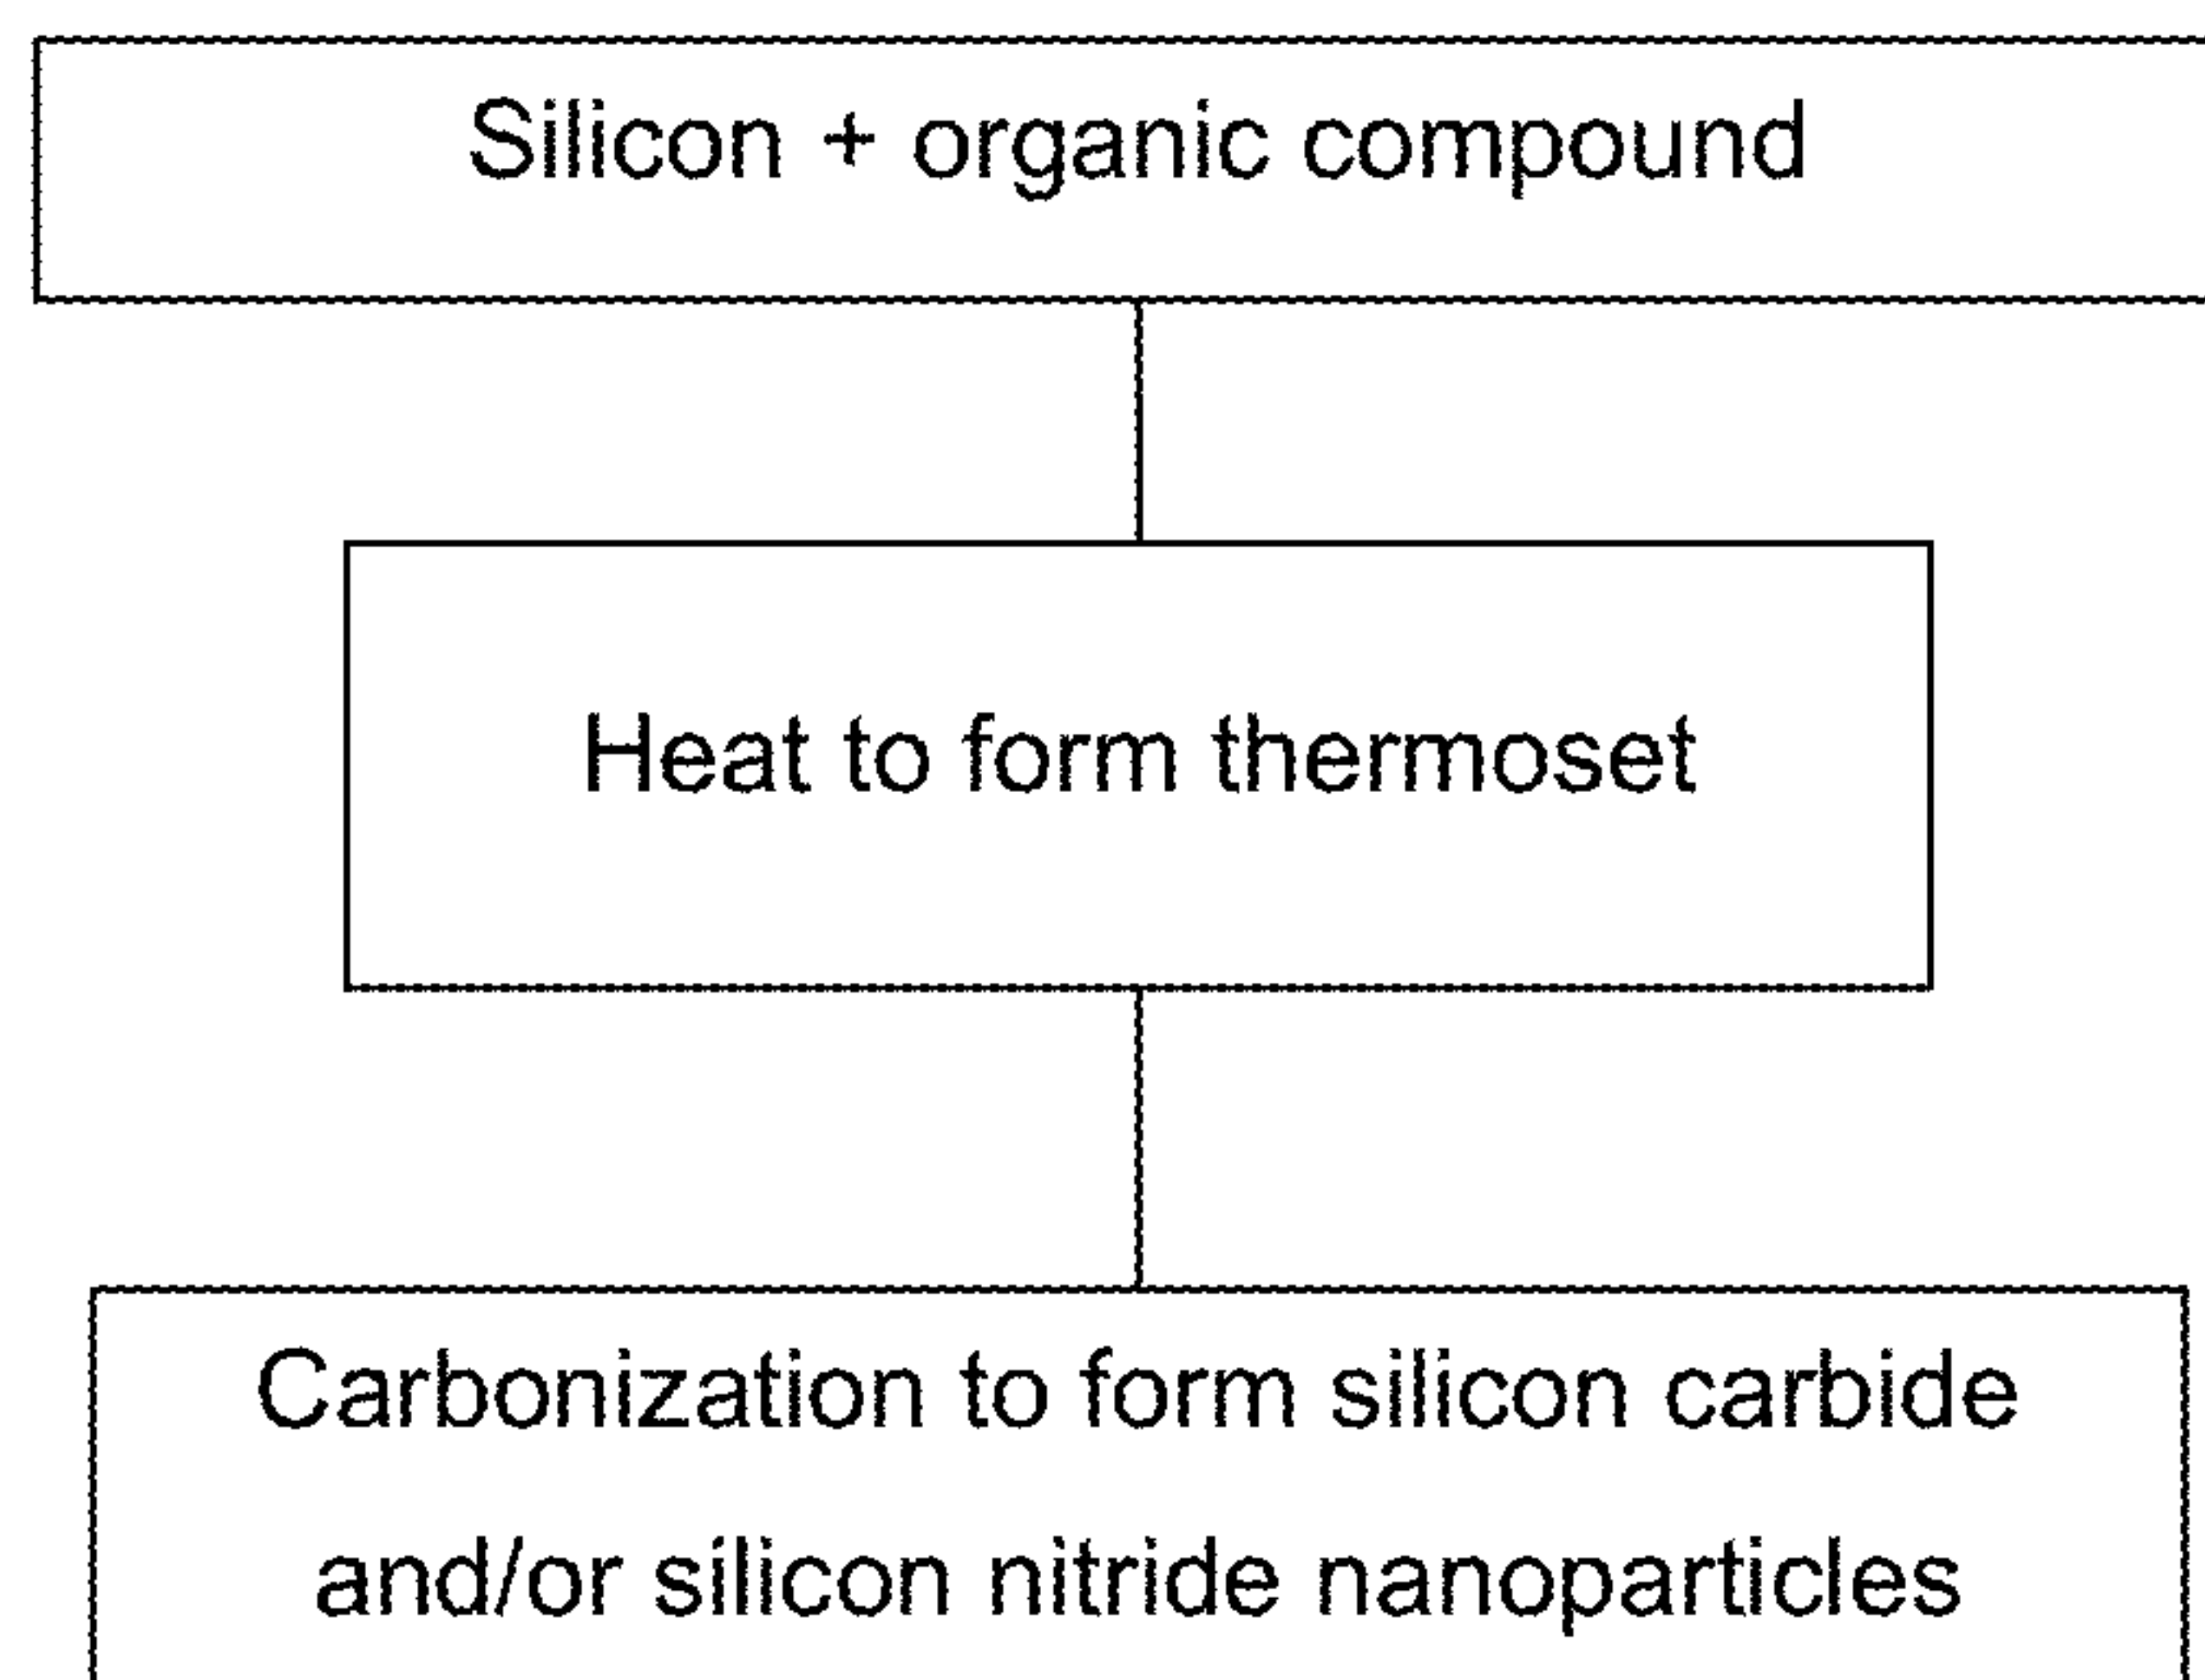 Silicon + organic compound
Heat to form thermoset
Carbonization to form silicon carbide
and/or silicon nitride nanoparticles